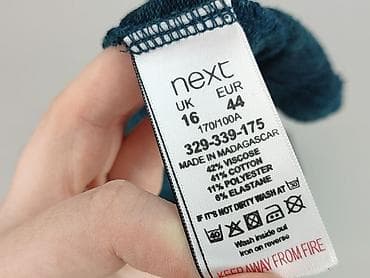 next
UK EUR
16 44
170/100A
329-339-175
MADE IN MADAGASCAR
42% VISCOSE
41% COTTON
11% POLYESTER
6% ELASTANE
IF IT'S NOT DIRTY WASH AT 30
40
Wash inside out
Iron on reverse
KEEP AWAY FROM FIRE